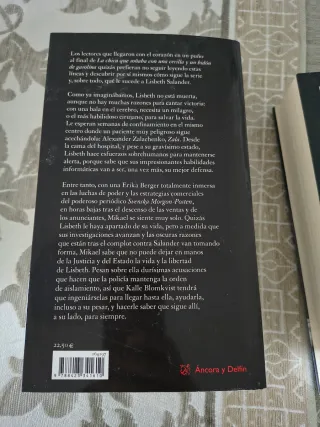 Los lectores que llegaron con el corazón en un puño
al final de La chica que soñaba con una cerilla y un bidón
de gasolina quizás prefieran no seguir leyendo estas
líneas y descubrir por sí mismos cómo sigue la serie
y, sobre todo, qué le sucede a Lisbeth Salander.
Como ya imaginábamos, Lisbeth no está muerta,
aunque no hay muchas razones para cantar victoria:
con una bala en el cerebro, necesita un milagro,
o el más habilidoso cirujano, para salvar la vida.
Le esperan semanas de confinamiento en el mismo
centro donde un paciente muy peligroso sigue
acechándola: Alexander Zalachenko, Zala. Desde
la cama del hospital, y pese a su gravísimo estado,
Lisbeth hace esfuerzos sobrehumanos para mantenerse
alerta, porque sabe que sus impresionantes habilidades
informáticas van a ser, una vez más, su mejor defensa.
Entre tanto, con una Erika Berger totalmente inmersa
en las luchas de poder y las estrategias comerciales
del poderoso periódico Svenska Morgon-Posten,
en horas bajas tras el descenso de las ventas y de
los anunciantes, Mikael se siente muy solo. Quizás
Lisbeth le haya apartado de su vida, pero a medida que
sus investigaciones avanzan y las oscuras razones
que están tras el complot contra Salander van tomando
forma, Mikael sabe que no puede dejar en manos
de la Justicia y del Estado la vida y la libertad
de Lisbeth. Pesan sobre ella durísimas acusaciones
que hacen que la policía mantenga la orden
de aislamiento, así que Kalle Blomkvist tendrá
que ingeniárselas para llegar hasta ella, ayudarla,
incluso a su pesar, y hacerle saber que sigue allí,
a su lado, para siempre.
22,50 €
9 788423 341610
Áncora y Delfín